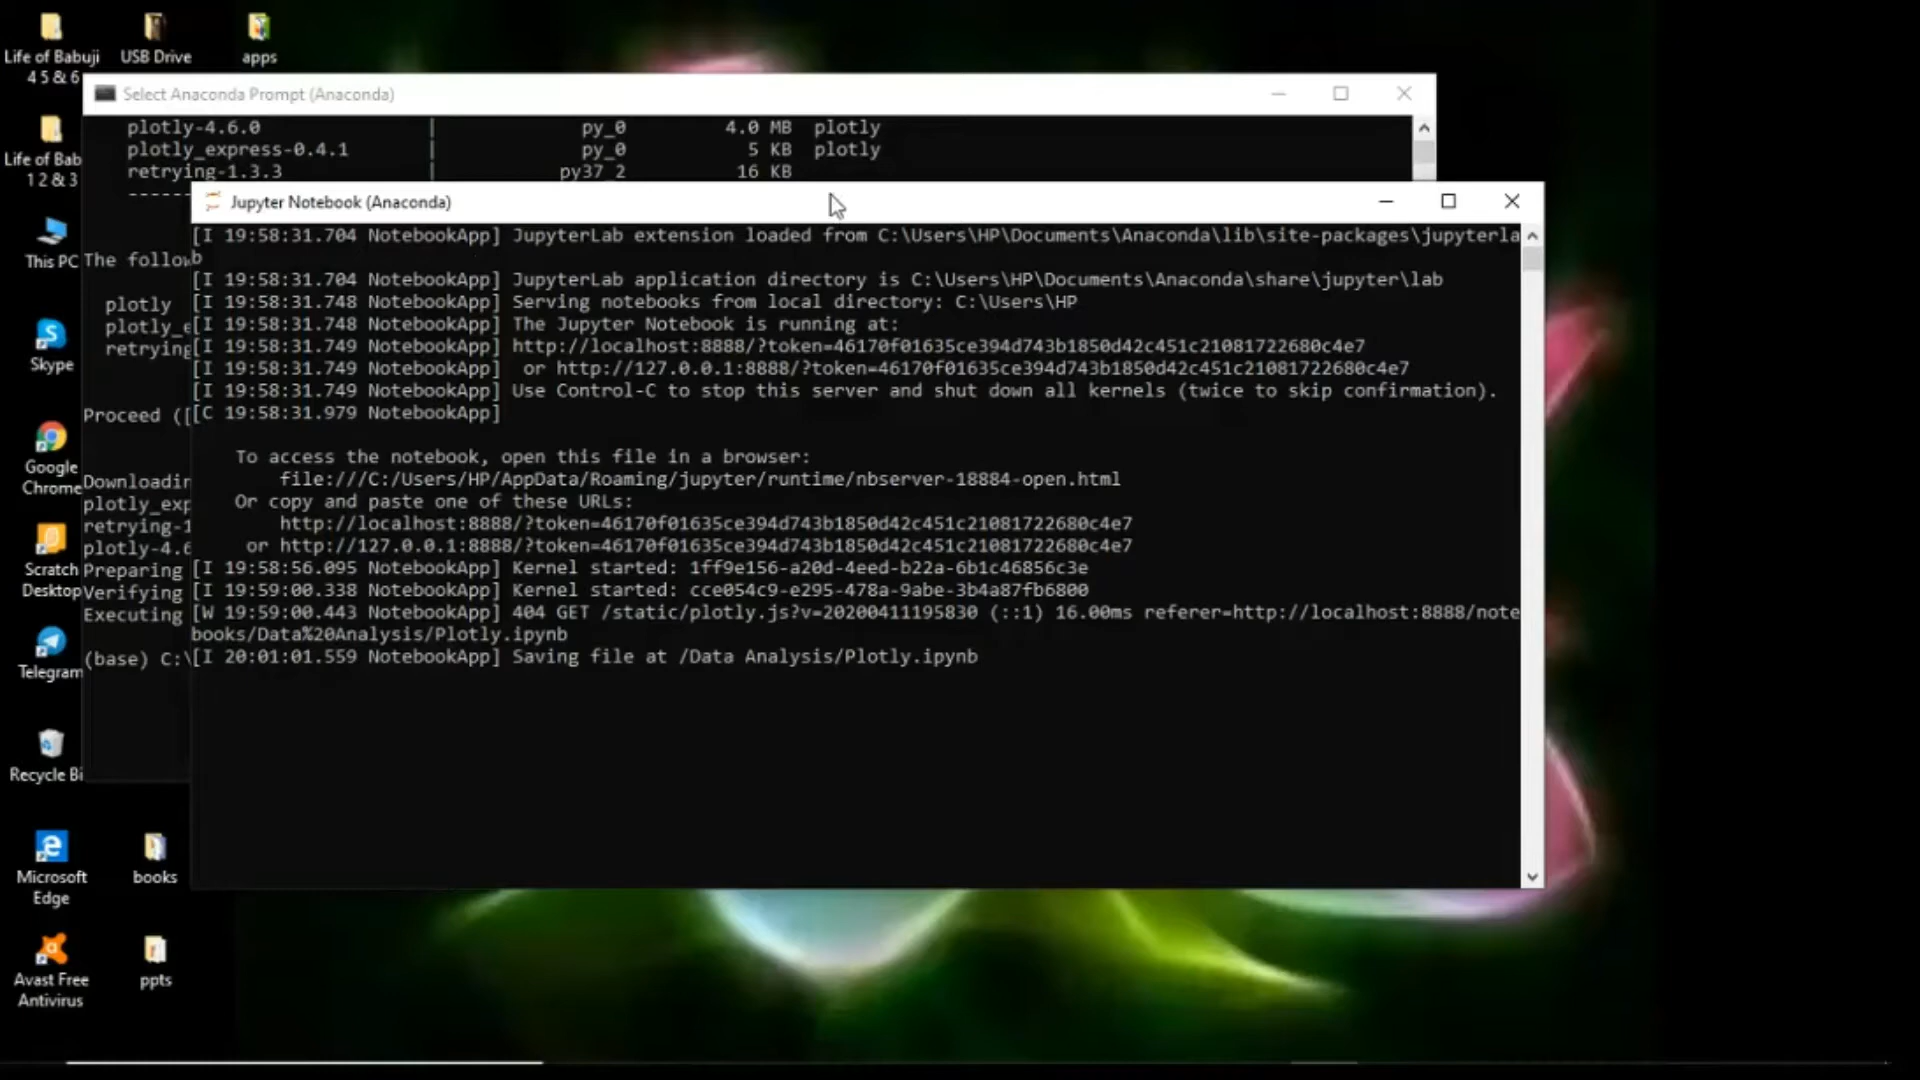 Life of Babuji
4 5 & 6
USB Drive
apps
Life of Bab
1 2 & 3
This PC
Skype
Google
Chrome
Scratch
Desktop
Telegram
Recycle Bi
Microsoft
Edge
books
Avast Free
Antivirus
ppts
Select Anaconda Prompt (Anaconda)
plotly-4.6.0 | py_0 4.0 MB plotly
plotly_express-0.4.1 | py_0 5 KB plotly
retrying-1.3.3 | py37_2 16 KB
------
The follow
plotly
plotly_e
retrying
Proceed ([
Downloadin
plotly_exp
retrying-1
plotly-4.6
Preparing
Verifying
Executing
(base) C:\
Jupyter Notebook (Anaconda)
[I 19:58:31.704 NotebookApp] JupyterLab extension loaded from C:\Users\HP\Documents\Anaconda\lib\site-packages\jupyterla
b
[I 19:58:31.704 NotebookApp] JupyterLab application directory is C:\Users\HP\Documents\Anaconda\share\jupyter\lab
[I 19:58:31.748 NotebookApp] Serving notebooks from local directory: C:\Users\HP
[I 19:58:31.748 NotebookApp] The Jupyter Notebook is running at:
[I 19:58:31.749 NotebookApp] http://localhost:8888/?token=46170f01635ce394d743b1850d42c451c21081722680c4e7
[I 19:58:31.749 NotebookApp] or http://127.0.0.1:8888/?token=46170f01635ce394d743b1850d42c451c21081722680c4e7
[I 19:58:31.749 NotebookApp] Use Control-C to stop this server and shut down all kernels (twice to skip confirmation).
[C 19:58:31.979 NotebookApp]
To access the notebook, open this file in a browser:
file:///C:/Users/HP/AppData/Roaming/jupyter/runtime/nbserver-18884-open.html
Or copy and paste one of these URLs:
http://localhost:8888/?token=46170f01635ce394d743b1850d42c451c21081722680c4e7
or http://127.0.0.1:8888/?token=46170f01635ce394d743b1850d42c451c21081722680c4e7
[I 19:58:56.095 NotebookApp] Kernel started: 1ff9e156-a20d-4eed-b22a-6b1c46856c3e
[I 19:59:00.338 NotebookApp] Kernel started: cce054c9-e295-478a-9abe-3b4a87fb6800
[W 19:59:00.443 NotebookApp] 404 GET /static/plotly.js?v=20200411195830 (::1) 16.00ms referer=http://localhost:8888/note
books/Data%20Analysis/Plotly.ipynb
[I 20:01:01.559 NotebookApp] Saving file at /Data Analysis/Plotly.ipynb